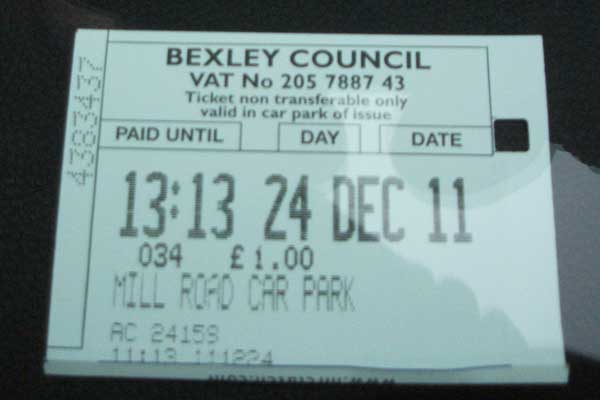 BEXLEY COUNCIL
VAT No 205 7887 43
Ticket non transferable only
valid in car park of issue
PAID UNTIL DAY DATE
13:13 24 DEC 11
034 £1.00
MILL ROAD CAR PARK
AC 24159
11:13 111224
4383437